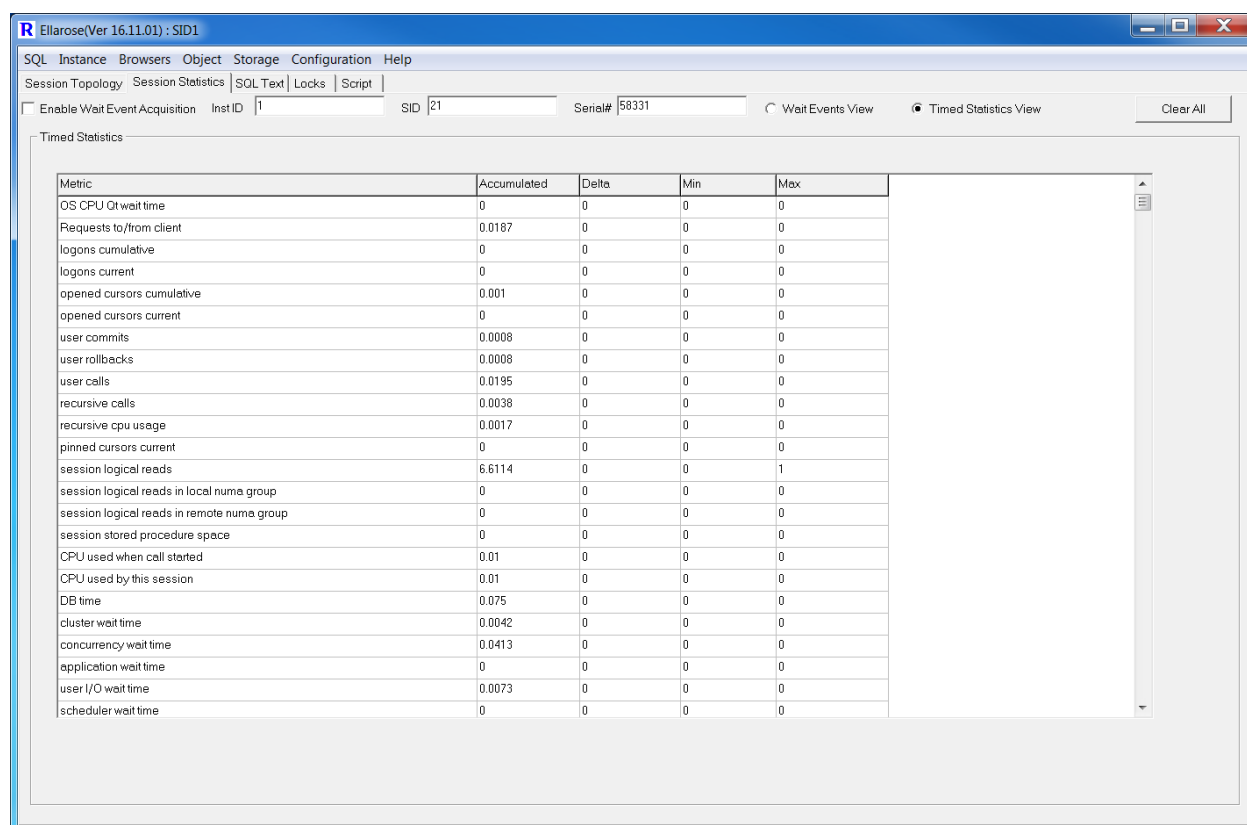 R Ellarose(Ver 16.11.01) : SID1
SQL Instance Browsers Object Storage Configuration Help
Session Topology Session Statistics SQL Text Locks Script
Enable Wait Event Acquisition Inst ID 1 SID 21 Serial# 58331 Wait Events View Timed Statistics View Clear All
Timed Statistics
Metric Accumulated Delta Min Max
OS CPU Qt wait time 0 0 0 0
Requests to/from client 0.0187 0 0 0
logons cumulative 0 0 0 0
logons current 0 0 0 0
opened cursors cumulative 0.001 0 0 0
opened cursors current 0 0 0 0
user commits 0.0008 0 0 0
user rollbacks 0.0008 0 0 0
user calls 0.0195 0 0 0
recursive calls 0.0038 0 0 0
recursive cpu usage 0.0017 0 0 0
pinned cursors current 0 0 0 0
session logical reads 6.6114 0 0 1
session logical reads in local numa group 0 0 0 0
session logical reads in remote numa group 0 0 0 0
session stored procedure space 0 0 0 0
CPU used when call started 0.01 0 0 0
CPU used by this session 0.01 0 0 0
DB time 0.075 0 0 0
cluster wait time 0.0042 0 0 0
concurrency wait time 0.0413 0 0 0
application wait time 0 0 0 0
user I/O wait time 0.0073 0 0 0
scheduler wait time 0 0 0 0